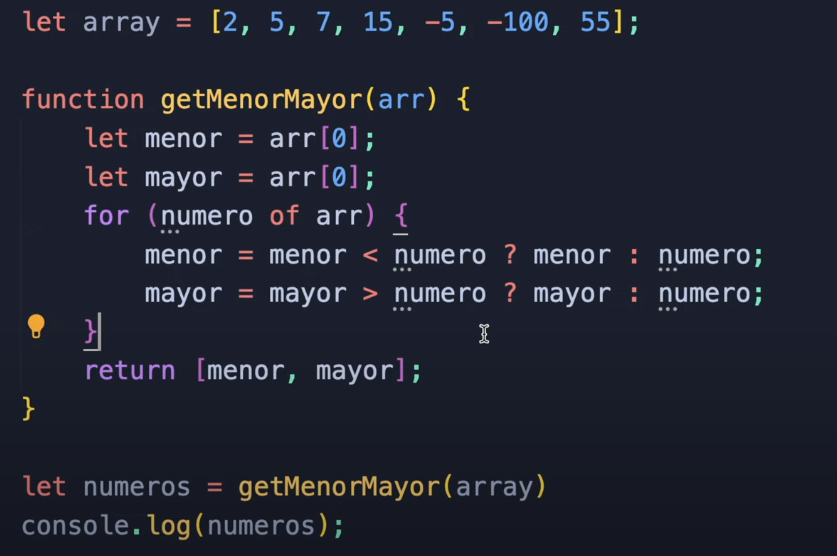 let array = [2, 5, 7, 15, -5, -100, 55];
function getMenorMayor(arr) {
let menor = arr[0];
let mayor = arr[0];
for (numero of arr) {
menor = menor < numero ? menor : numero;
mayor = mayor > numero ? mayor : numero;
}
return [menor, mayor];
}
let numeros = getMenorMayor(array)
console.log(numeros);